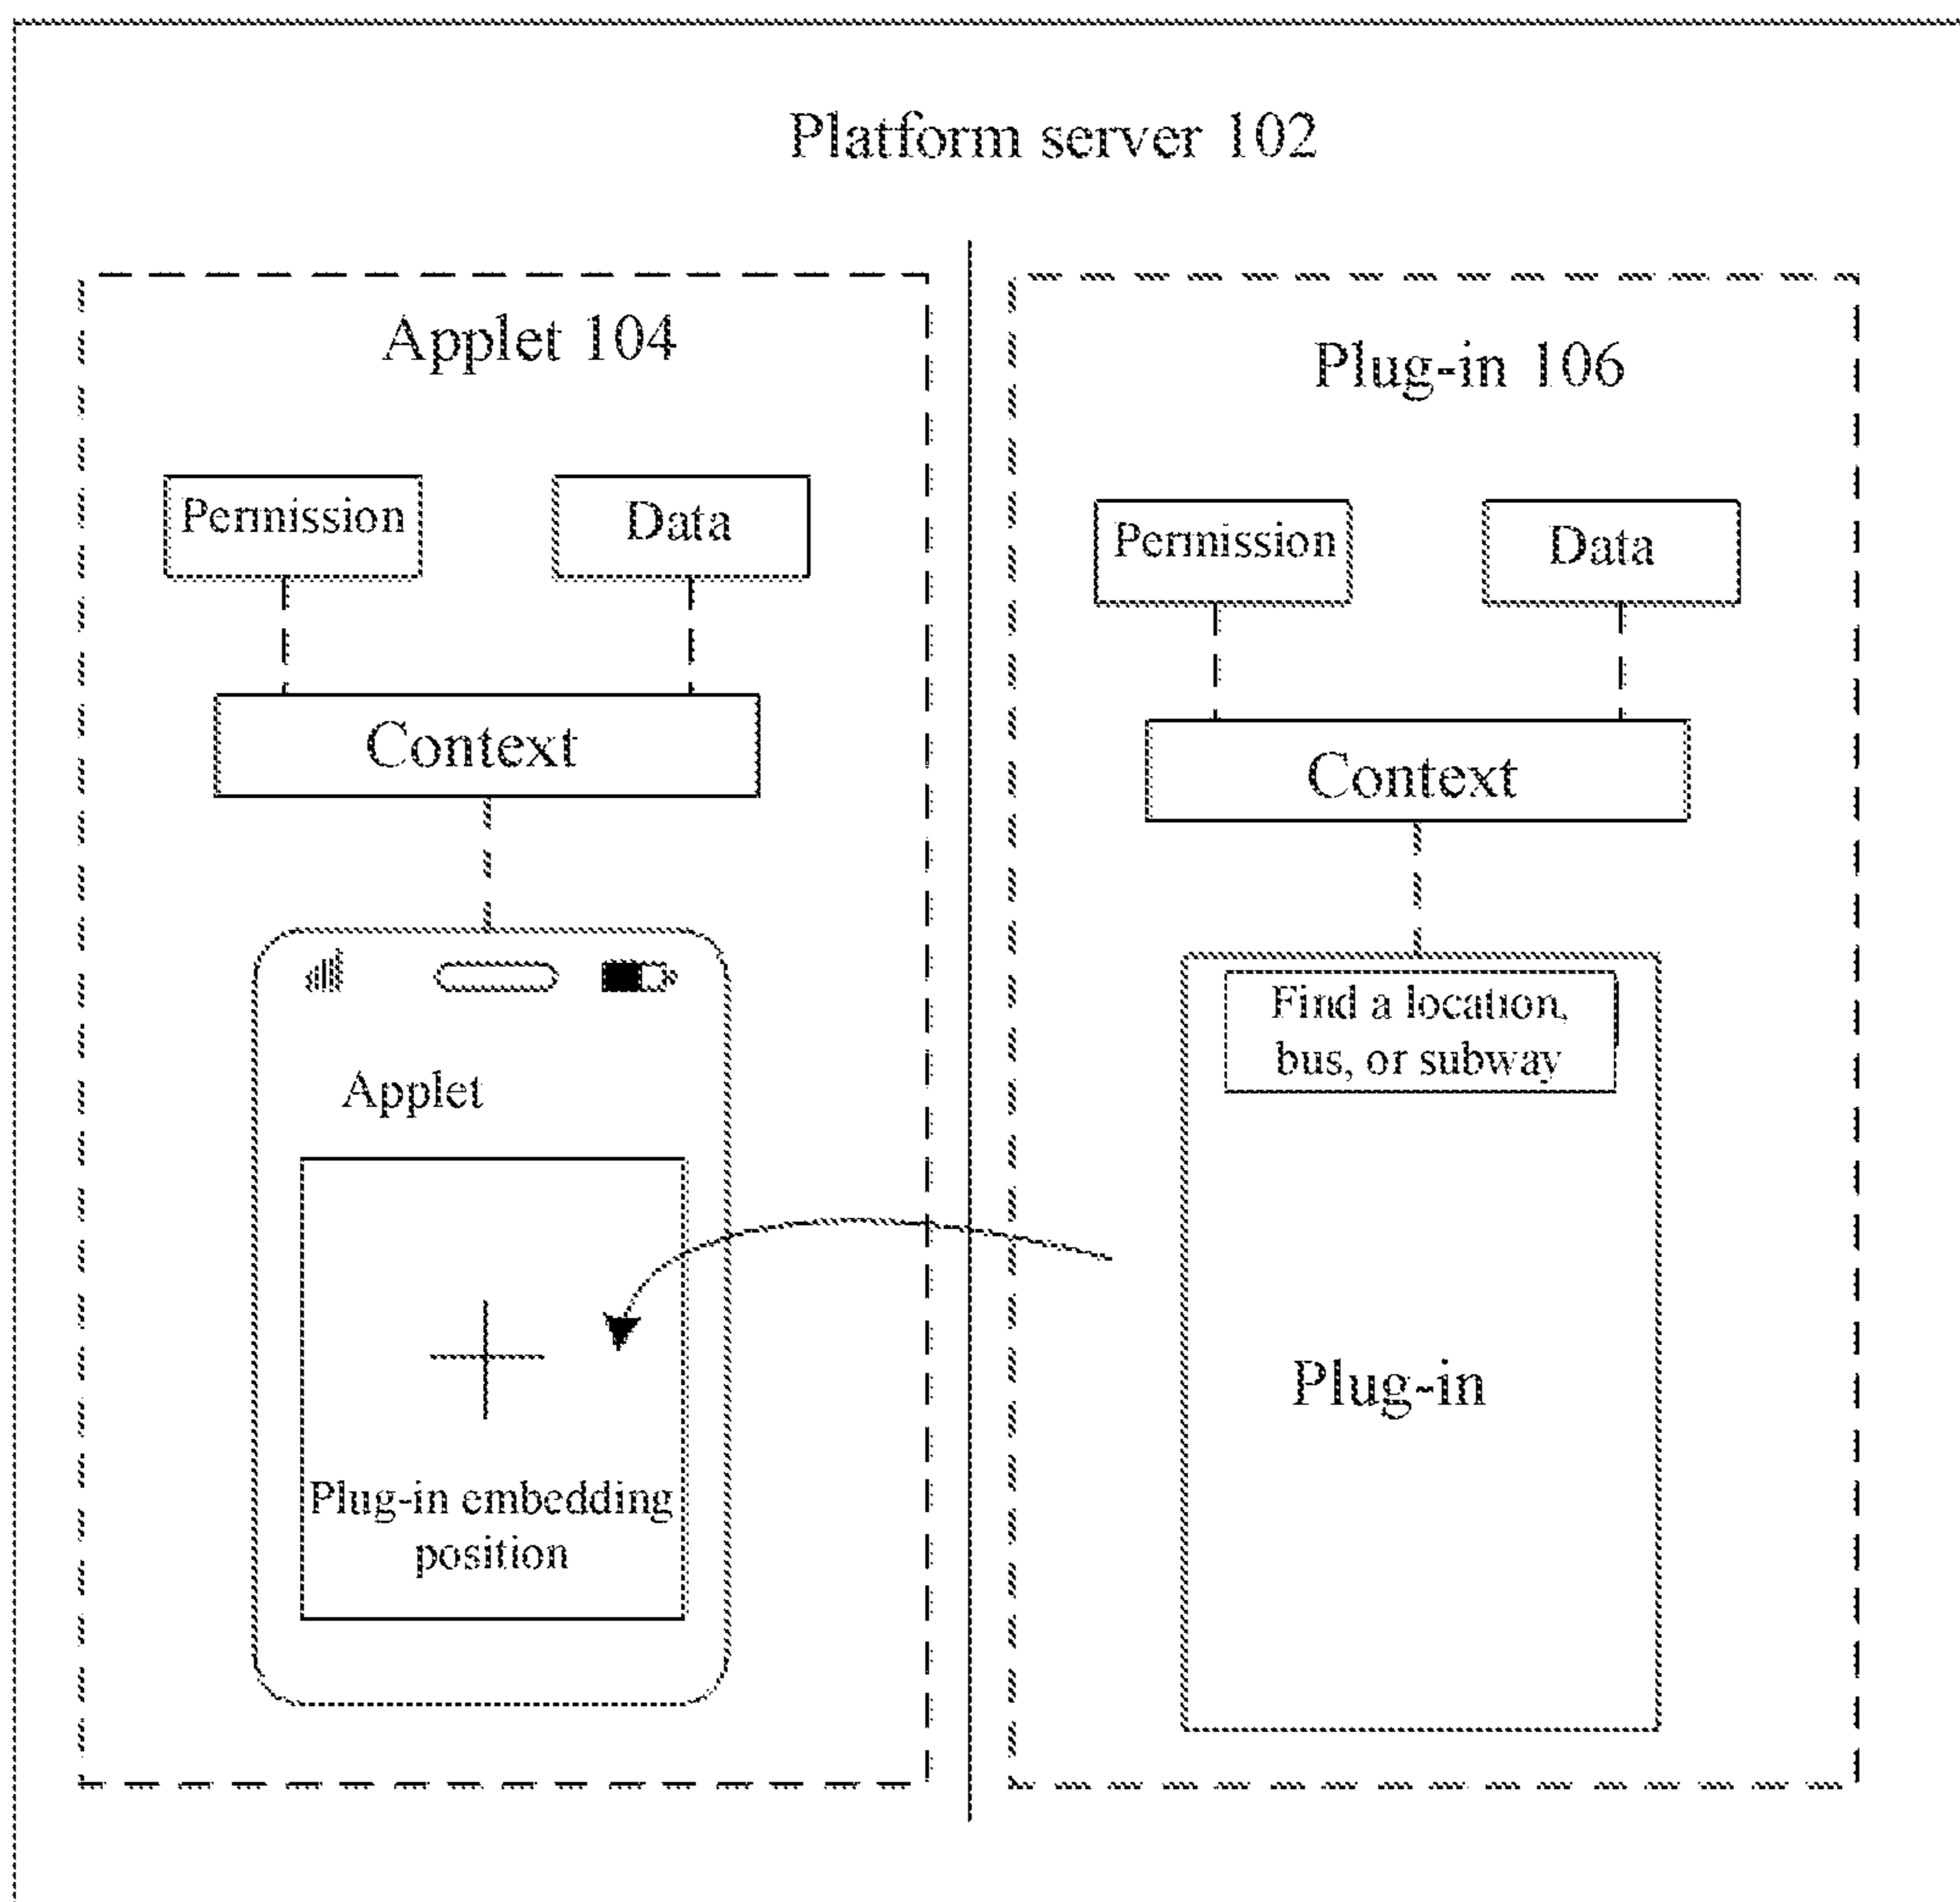 Platform server 102
Applet 104
Permission
Data
Context
Applet
Plug-in embedding
position
Plug-in 106
Permission
Data
Context
Find a location,
bus, or subway
Plug-in